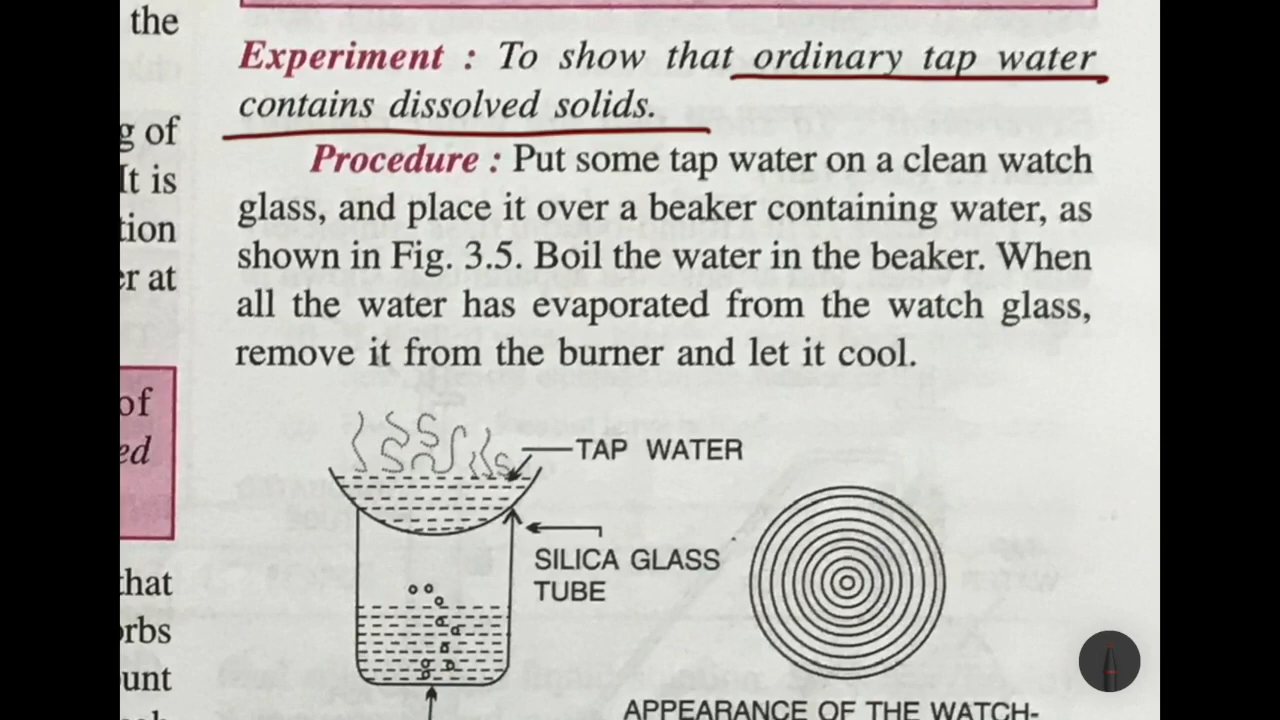 the
g of
It is
tion
er at
of
ed
that
orbs
unt
Experiment : To show that ordinary tap water
contains dissolved solids.
Procedure : Put some tap water on a clean watch
glass, and place it over a beaker containing water, as
shown in Fig. 3.5. Boil the water in the beaker. When
all the water has evaporated from the watch glass,
remove it from the burner and let it cool.
TAP WATER
SILICA GLASS
TUBE
APPEARANCE OF THE WATCH-